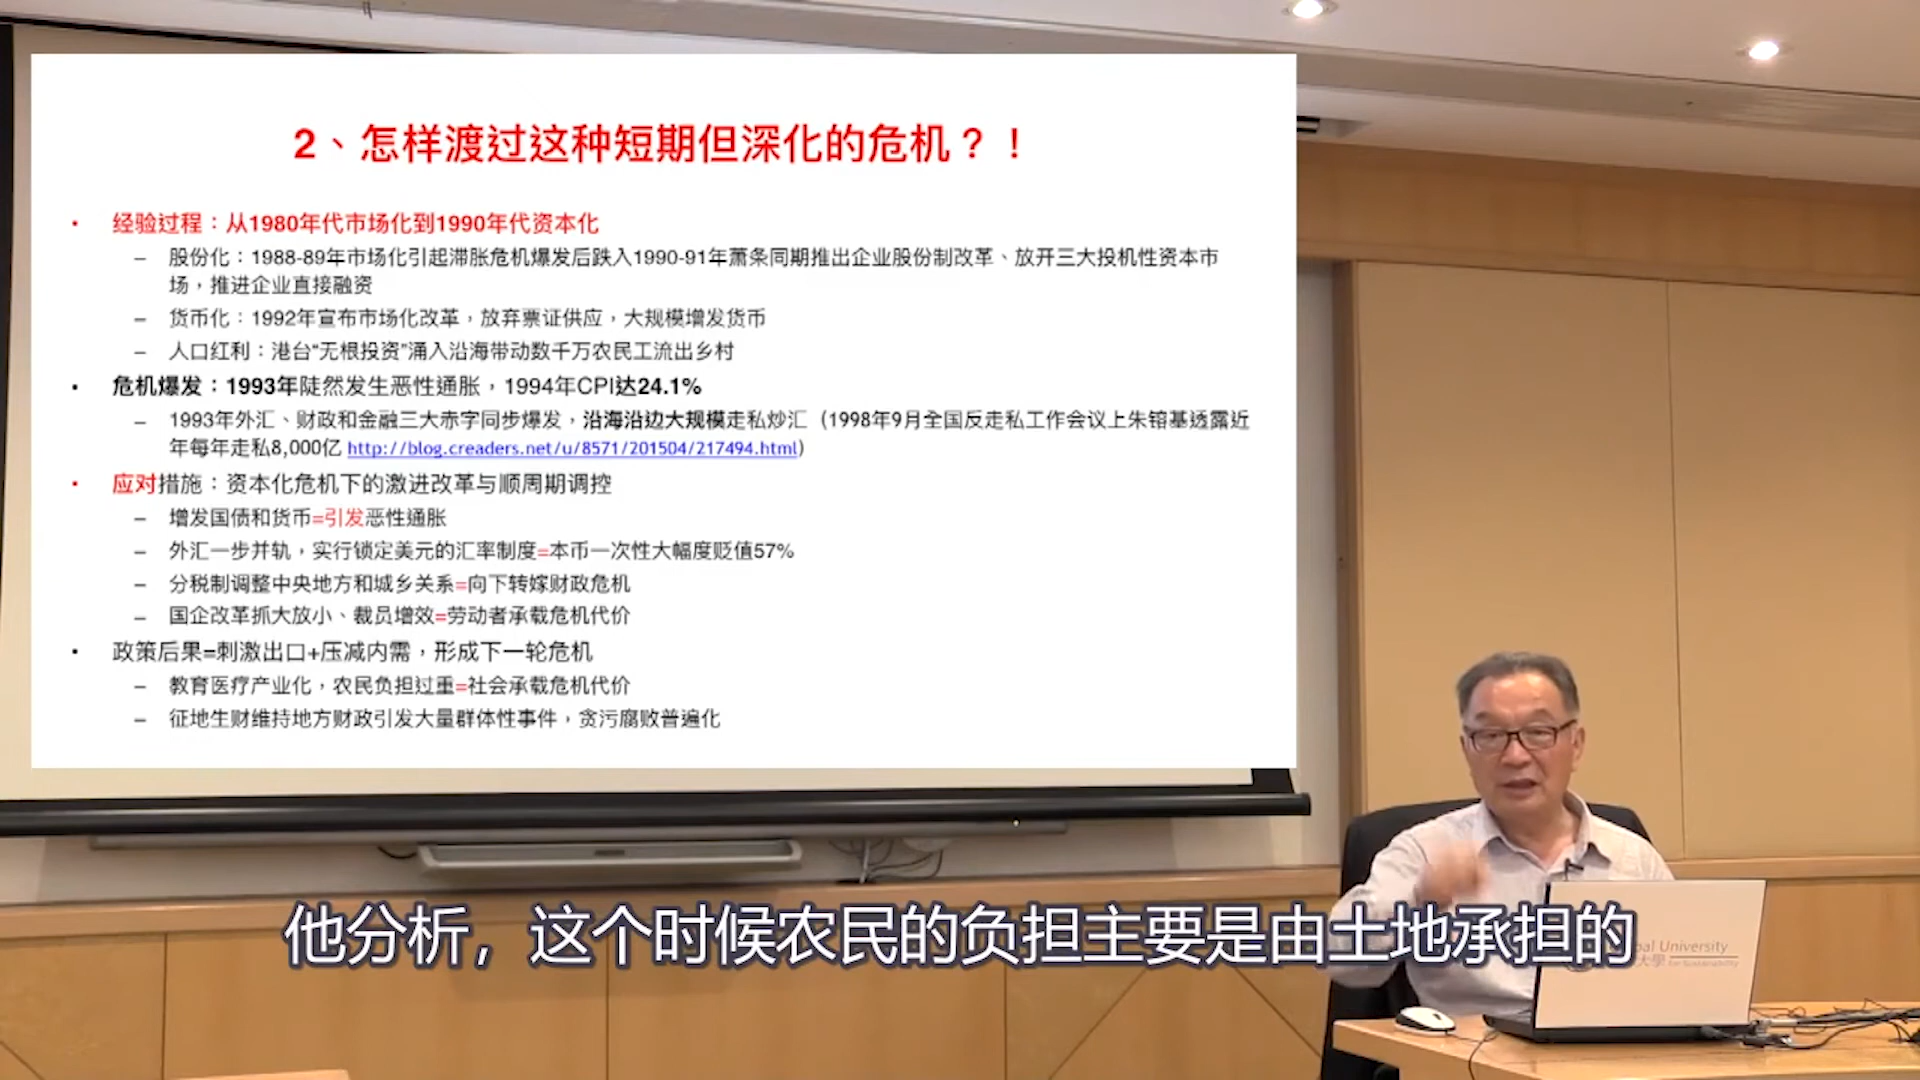 2、怎样渡过这种短期但深化的危机？！
• 经验过程：从1980年代市场化到1990年代资本化
– 股份化：1988-89年市场化引起滞胀危机爆发后跌入1990-91年萧条同期推出企业股份制改革、放开三大投机性资本市
场，推进企业直接融资
– 货币化：1992年宣布市场化改革，放弃票证供应，大规模增发货币
– 人口红利：港台“无根投资”涌入沿海带动数千万农民工流出乡村
• 危机爆发：1993年陡然发生恶性通胀，1994年CPI达24.1%
– 1993年外汇、财政和金融三大赤字同步爆发，沿海沿边大规模走私炒汇（1998年9月全国反走私工作会议上朱镕基透露近
年每年走私8,000亿 http://blog.creaders.net/u/8571/201504/217494.html）
• 应对措施：资本化危机下的激进改革与顺周期调控
– 增发国债和货币=引发恶性通胀
– 外汇一步并轨，实行锁定美元的汇率制度=本币一次性大幅度贬值57%
– 分税制调整中央地方和城乡关系=向下转嫁财政危机
– 国企改革抓大放小、裁员增效=劳动者承载危机代价
• 政策后果=刺激出口+压减内需，形成下一轮危机
– 教育医疗产业化，农民负担过重=社会承载危机代价
– 征地生财维持地方财政引发大量群体性事件，贪污腐败普遍化
他分析，这个时候农民的负担主要是由土地承担的
University
大學 for Sustainability